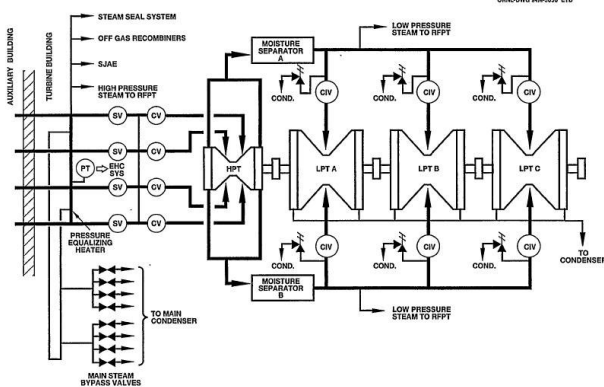 STEAM SEAL SYSTEM
OFF GAS RECOMBINERS
SJAE
HIGH PRESSURE
STEAM TO RFPT
AUXILIARY BUILDING
TURBINE BUILDING
MOISTURE
SEPARATOR
A
LOW PRESSURE
STEAM TO RFPT
COND.
CIV
COND.
CIV
COND.
CIV
SV
CV
SV
CV
PT
EHC
SYS
SV
CV
SV
CV
HPT
LPT A
LPT B
LPT C
PRESSURE
EQUALIZING
HEATER
COND.
CIV
COND.
CIV
COND.
CIV
TO
CONDENSER
MOISTURE
SEPARATOR
B
LOW PRESSURE
STEAM TO RFPT
TO MAIN
CONDENSER
MAIN STEAM
BYPASS VALVES